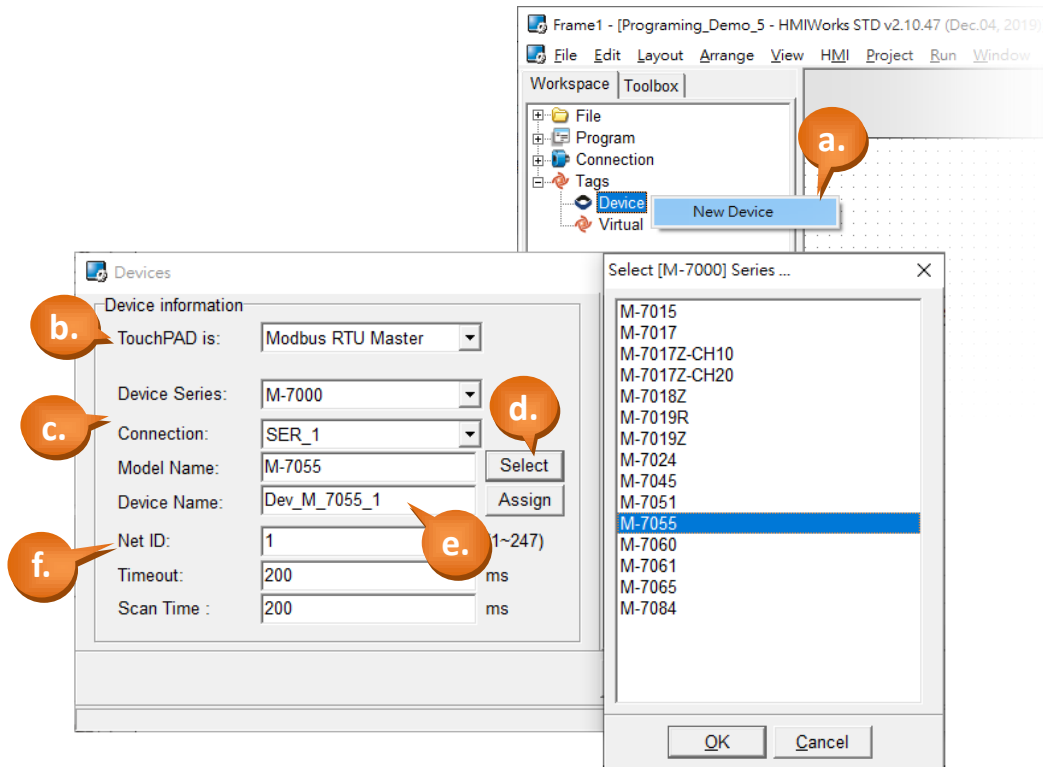 Frame1 - [Programing_Demo_5 - HMIWorks STD v2.10.47 (Dec.04, 2019)
File Edit Layout Arrange View HMI Project Run Window
Workspace Toolbox
File
Program
Connection
Tags
Device
New Device
Virtual
a.
Devices
Device information
b.
TouchPAD is: Modbus RTU Master
Device Series: M-7000
c.
Connection: SER_1
d.
Model Name: M-7055 Select
Device Name: Dev_M_7055_1 Assign
e.
f.
Net ID: 1 1~247)
Timeout: 200 ms
Scan Time : 200 ms
Select [M-7000] Series ...
M-7015
M-7017
M-7017Z-CH10
M-7017Z-CH20
M-7018Z
M-7019R
M-7019Z
M-7024
M-7045
M-7051
M-7055
M-7060
M-7061
M-7065
M-7084
OK Cancel